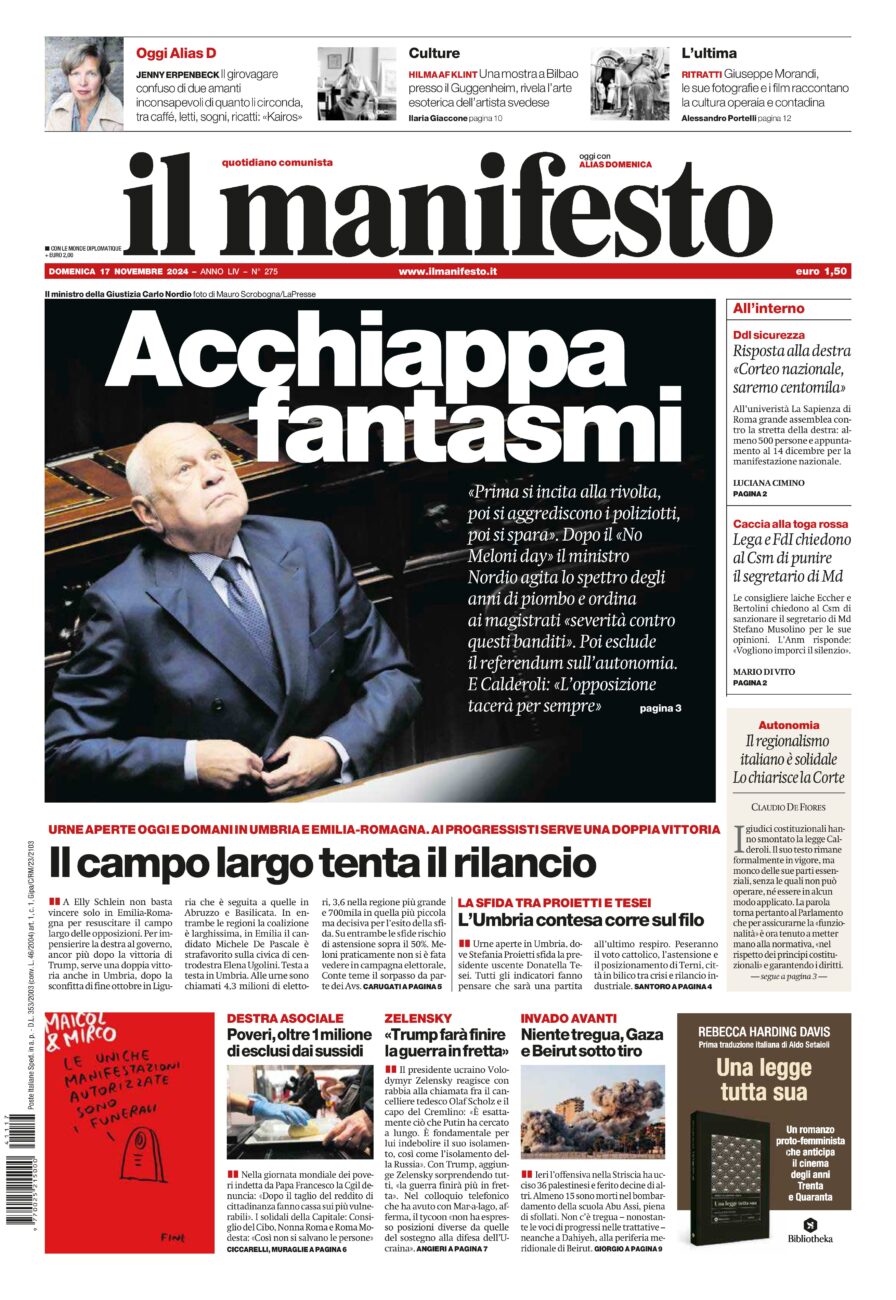 Oggi Alias D
JENNY ERPENBECK Il girovagare
confuso di due amanti
inconsapevoli di quanto li circonda,
tra caffé, letti, sogni, ricatti: «Kairos»
Culture
HILMA AF KLINT Una mostra a Bilbao
presso il Guggenheim, rivela l'arte
esoterica dell'artista svedese
Ilaria Giaccone pagina 10
L'ultima
RITRATTI Giuseppe Morandi,
le sue fotografie e i film raccontano
la cultura operaia e contadina
Alessandro Portelli pagina 12
quotidiano comunista
oggi con
ALIAS DOMENICA
il manifesto
■ CON LE MONDE DIPLOMATIQUE
+ EURO 2,00
DOMENICA 17 NOVEMBRE 2024 – ANNO LIV – N° 275
www.ilmanifesto.it
euro 1,50
Il ministro della Giustizia Carlo Nordio foto di Mauro Scrobogna/LaPresse
Acchiappa
fantasmi
«Prima si incita alla rivolta,
poi si aggrediscono i poliziotti,
poi si spara». Dopo il «No
Meloni day» il ministro
Nordio agita lo spettro degli
anni di piombo e ordina
ai magistrati «severità contro
questi banditi». Poi esclude
il referendum sull'autonomia.
E Calderoli: «L'opposizione
tacerà per sempre»
pagina 3
All'interno
Ddl sicurezza
Risposta alla destra
«Corteo nazionale,
saremo centomila»
All'univeristà La Sapienza di
Roma grande assemblea con-
tro la stretta della destra: al-
meno 500 persone e appunta-
mento al 14 dicembre per la
manifestazione nazionale.
LUCIANA CIMINO
PAGINA 2
Caccia alla toga rossa
Lega e FdI chiedono
al Csm di punire
il segretario di Md
Le consigliere laiche Eccher e
Bertolini chiedono al Csm di
sanzionare il segretario di Md
Stefano Musolino per le sue
opinioni. L'Anm risponde:
«Vogliono imporci il silenzio».
MARIO DI VITO
PAGINA 2
Autonomia
Il regionalismo
italiano è solidale
Lo chiarisce la Corte
CLAUDIO DE FIORES
I giudici costituzionali han-
no smontato la legge Cal-
deroli. Il suo testo rimane
formalmente in vigore, ma
monco delle sue parti essen-
ziali, senza le quali non può
operare, né essere in alcun
modo applicato. La parola
torna pertanto al Parlamento
che per assicurarne la «funzio-
nalità» è ora tenuto a metter
mano alla normativa, «nel
rispetto dei principi costitu-
zionali» e garantendo i diritti.
— segue a pagina 3 —
URNE APERTE OGGI E DOMANI IN UMBRIA E EMILIA-ROMAGNA. AI PROGRESSISTI SERVE UNA DOPPIA VITTORIA
Il campo largo tenta il rilancio
A Elly Schlein non basta
vincere solo in Emilia-Roma-
gna per resuscitare il campo
largo delle opposizioni. Per im-
pensierire la destra al governo,
ancor più dopo la vittoria di
Trump, serve una doppia vitto-
ria anche in Umbria, dopo la
sconfitta di fine ottobre in Ligu-
ria che è seguita a quelle in
Abruzzo e Basilicata. In en-
trambe le regioni la coalizione
è larghissima, in Emilia il can-
didato Michele De Pascale è
strafavorito sulla civica di cen-
trodestra Elena Ugolini. Testa a
testa in Umbria. Alle urne sono
chiamati 4,3 milioni di eletto-
ri, 3,6 nella regione più grande
e 700mila in quella più piccola
ma decisiva per l'esito della sfi-
da. Su entrambe le sfide rischio
di astensione sopra il 50%. Me-
loni praticamente non si è fata
vedere in campagna elettorale,
Conte teme il sorpasso da par-
te dei Avs. CARUGATI A PAGINA 5
LA SFIDA TRA PROIETTI E TESEI
L'Umbria contesa corre sul filo
Urne aperte in Umbria. do-
ve Stefania Proietti sfida la pre-
sidente uscente Donatella Te-
sei. Tutti gli indicatori fanno
pensare che sarà una partita
all'ultimo respiro. Peseranno
il voto cattolico, l'astensione e
il posizionamento di Terni, cit-
tà in bilico tra crisi e rilancio in-
dustriale. SANTORO A PAGINA 4
Poste Italiane Sped. in a. p. - D.L. 353/2003 (conv. L. 46/2004) art. 1, c. 1, Gipa/C/RM/23/2103
41117
9 770025 215000
MAICOL
& MIRCO
LE UNICHE
MANIFESTAZIONI
AUTORIZZATE
SONO
I FUNERALI
FINE
DESTRA ASOCIALE
Poveri, oltre 1 milione
di esclusi dai sussidi
Nella giornata mondiale dei pove-
ri indetta da Papa Francesco la Cgil de-
nuncia: «Dopo il taglio del reddito di
cittadinanza fanno cassa sui più vulne-
rabili». I solidali della Capitale: Consi-
glio del Cibo, Nonna Roma e Roma Mo-
desta: «Così non si salvano le persone»
CICCARELLI, MURAGLIE A PAGINA 6
ZELENSKY
«Trump farà finire
la guerra in fretta»
Il presidente ucraino Volo-
dymyr Zelensky reagisce con
rabbia alla chiamata fra il can-
celliere tedesco Olaf Scholz e il
capo del Cremlino: «È esatta-
mente ciò che Putin ha cercato
a lungo. È fondamentale per
lui indebolire il suo isolamen-
to, così come l'isolamento del-
la Russia». Con Trump, aggiun-
ge Zelensky sorprendendo tut-
ti, «la guerra finirà più in fret-
ta». Nel colloquio telefonico
che ha avuto con Mar-a-lago, af-
ferma, il tycoon «non ha espres-
so posizioni diverse da quelle
del sostegno alla difesa dell'U-
craina». ANGIERI A PAGINA 7
INVADO AVANTI
Niente tregua, Gaza
e Beirut sotto tiro
Ieri l'offensiva nella Striscia ha uc-
ciso 36 palestinesi e ferito decine di al-
tri. Almeno 15 sono morti nel bombar-
damento della scuola Abu Assi, piena
di sfollati. Non c'è tregua – nonostan-
te le voci di progressi nelle trattative –
neanche a Dahiyeh, alla periferia me-
ridionale di Beirut. GIORGIO A PAGINA 9
REBECCA HARDING DAVIS
Prima traduzione italiana di Aldo Setaioli
Una legge
tutta sua
Un romanzo
proto-femminista
che anticipa
il cinema
degli anni
Trenta
e Quaranta
Una legge tutta sua
Bibliotheka